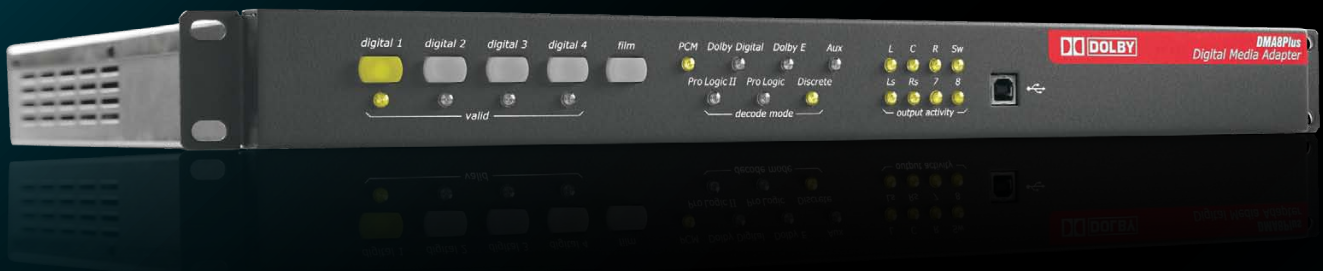 digital 1 digital 2 digital 3 digital 4 film
valid
PCM Dolby Digital Dolby E Aux
Pro Logic II Pro Logic Discrete
decode mode
L C R Sw
Ls Rs 7 8
output activity
DOLBY
DMA8Plus
Digital Media Adapter